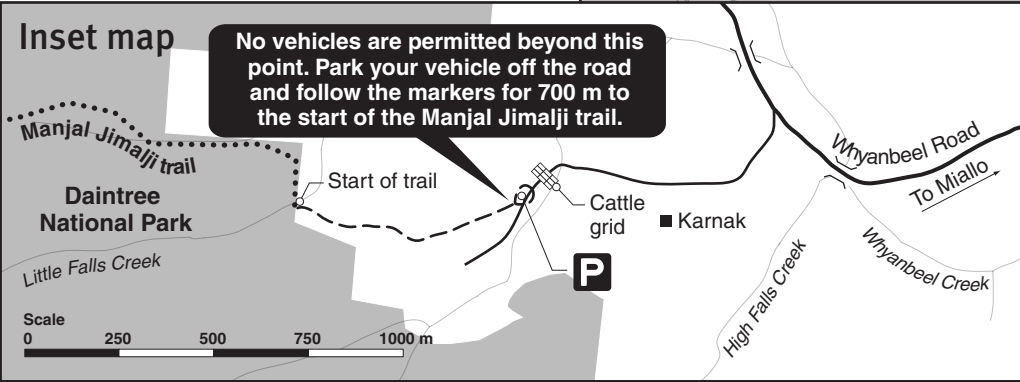 Inset map
No vehicles are permitted beyond this
point. Park your vehicle off the road
and follow the markers for 700 m to
the start of the Manjal Jimalji trail.
Manjal Jimalji trail
Whyanbeel Road
To Miallo
Start of trail
Daintree
National Park
Cattle
grid
Karnak
P
Little Falls Creek
High Falls Creek
Whyanbeel Creek
Scale
0 250 500 750 1000 m